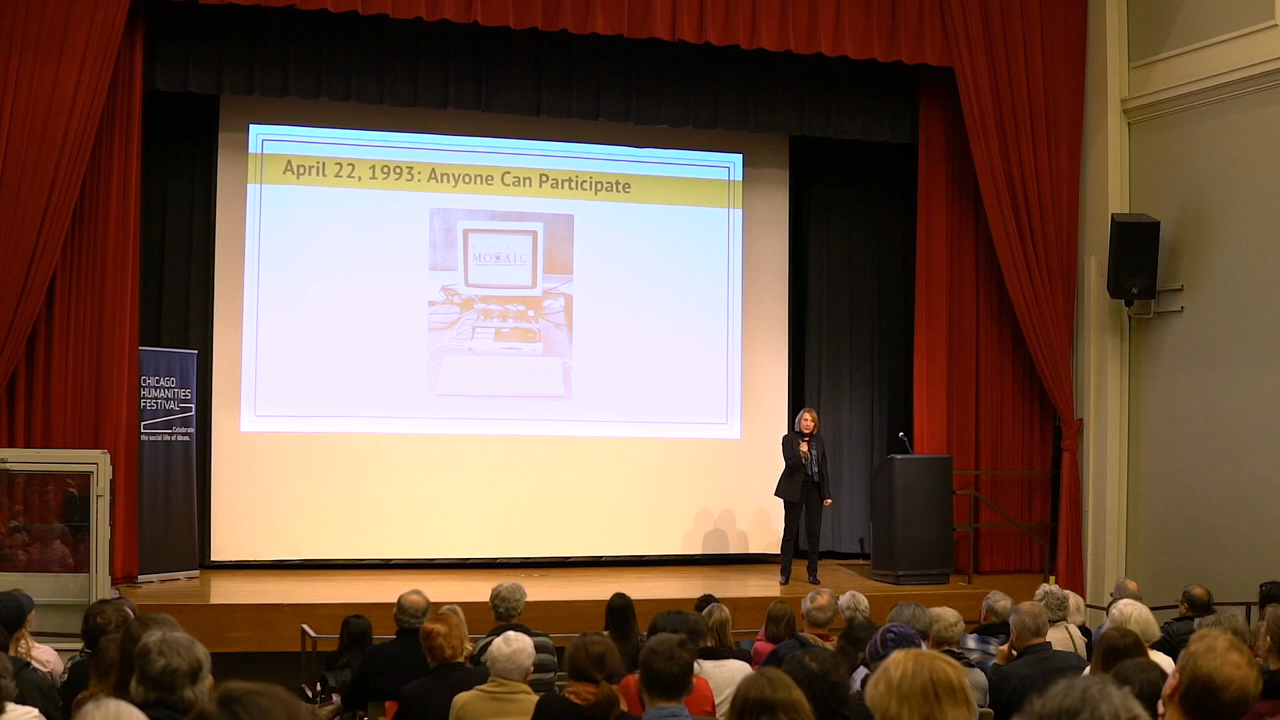 April 22, 1993: Anyone Can Participate
MOSAIC
CHICAGO
HUMANITIES
FESTIVAL
Celebrate
the social life of ideas.